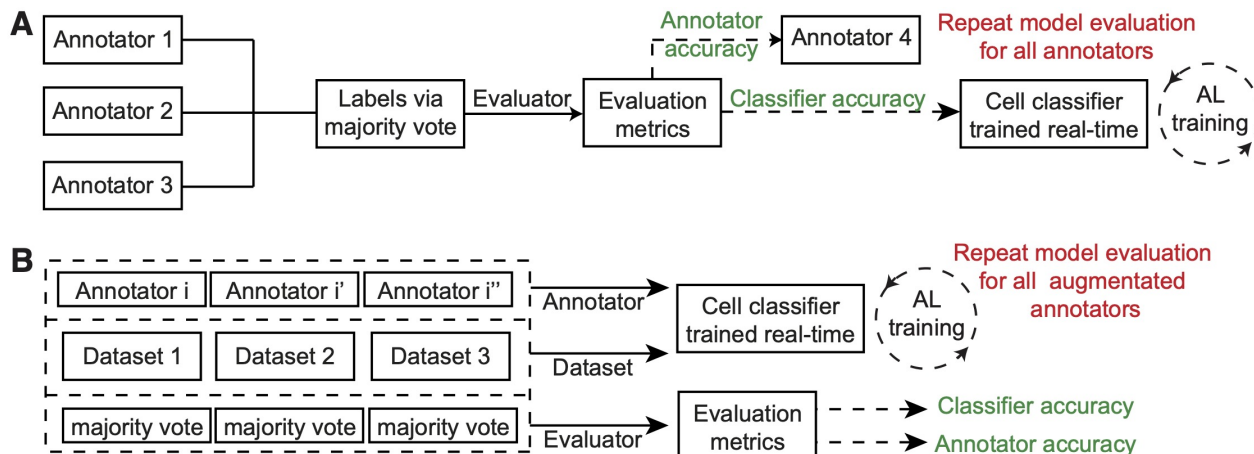 A
Annotator 1
Annotator 2
Annotator 3
Labels via
majority vote
Evaluator
Evaluation
metrics
Annotator
accuracy
Annotator 4
Classifier accuracy
Repeat model evaluation
for all annotators
Cell classifier
trained real-time
AL
training
B
Annotator i
Annotator i’
Annotator i’’
Dataset 1
Dataset 2
Dataset 3
majority vote
majority vote
majority vote
Annotator
Dataset
Evaluator
Cell classifier
trained real-time
AL
training
Repeat model evaluation
for all augmented
annotators
Evaluation
metrics
Classifier accuracy
Annotator accuracy